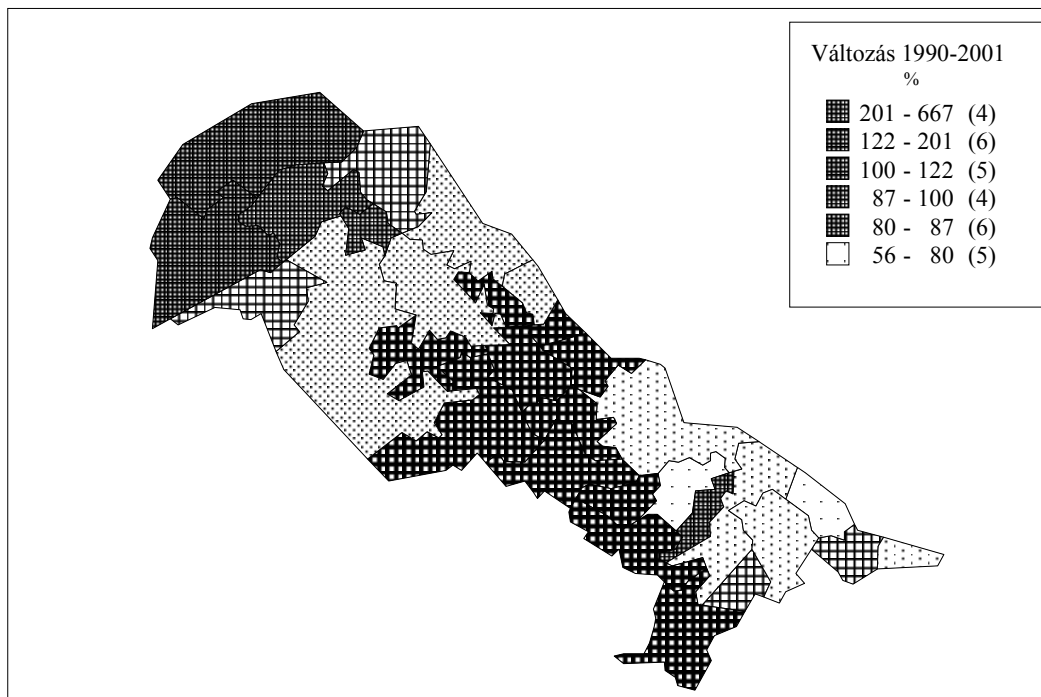 Változás 1990-2001
%
201 - 667 (4)
122 - 201 (6)
100 - 122 (5)
87 - 100 (4)
80 - 87 (6)
56 - 80 (5)